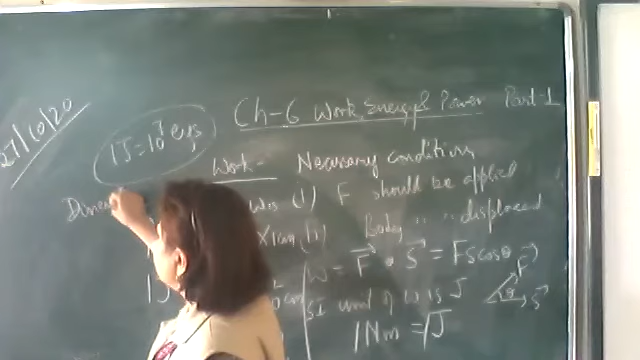 27/10/20
Ch-6 Work, Energy & Power Part-1
1J = 10⁷ ergs
Work - Necessary conditions
(1) F should be applied
(ii) Body " " displaced
W = F⃗ . S⃗ = FS cosθ
SI unit of W is J
1Nm = 1J
F⃗
θ
S⃗